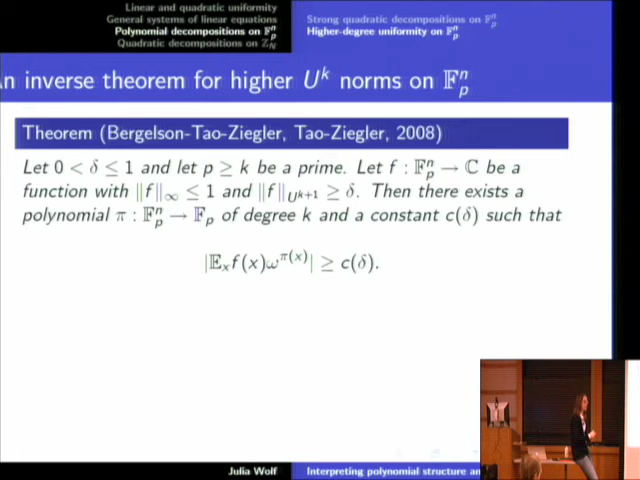 Linear and quadratic uniformity
General systems of linear equations
Polynomial decompositions on 𝔽ₚⁿ
Quadratic decompositions on ℤ_N
Strong quadratic decompositions on 𝔽ₚⁿ
Higher-degree uniformity on 𝔽ₚⁿ
n inverse theorem for higher Uᵏ norms on 𝔽ₚⁿ
Theorem (Bergelson-Tao-Ziegler, Tao-Ziegler, 2008)
Let 0 < δ ≤ 1 and let p ≥ k be a prime. Let f : 𝔽ₚⁿ → ℂ be a
function with ‖f‖_∞ ≤ 1 and ‖f‖_{U^{k+1}} ≥ δ. Then there exists a
polynomial π : 𝔽ₚⁿ → 𝔽ₚ of degree k and a constant c(δ) such that
|𝔼ₓf(x)ω^{π(x)}| ≥ c(δ).
Julia Wolf
Interpreting polynomial structure an